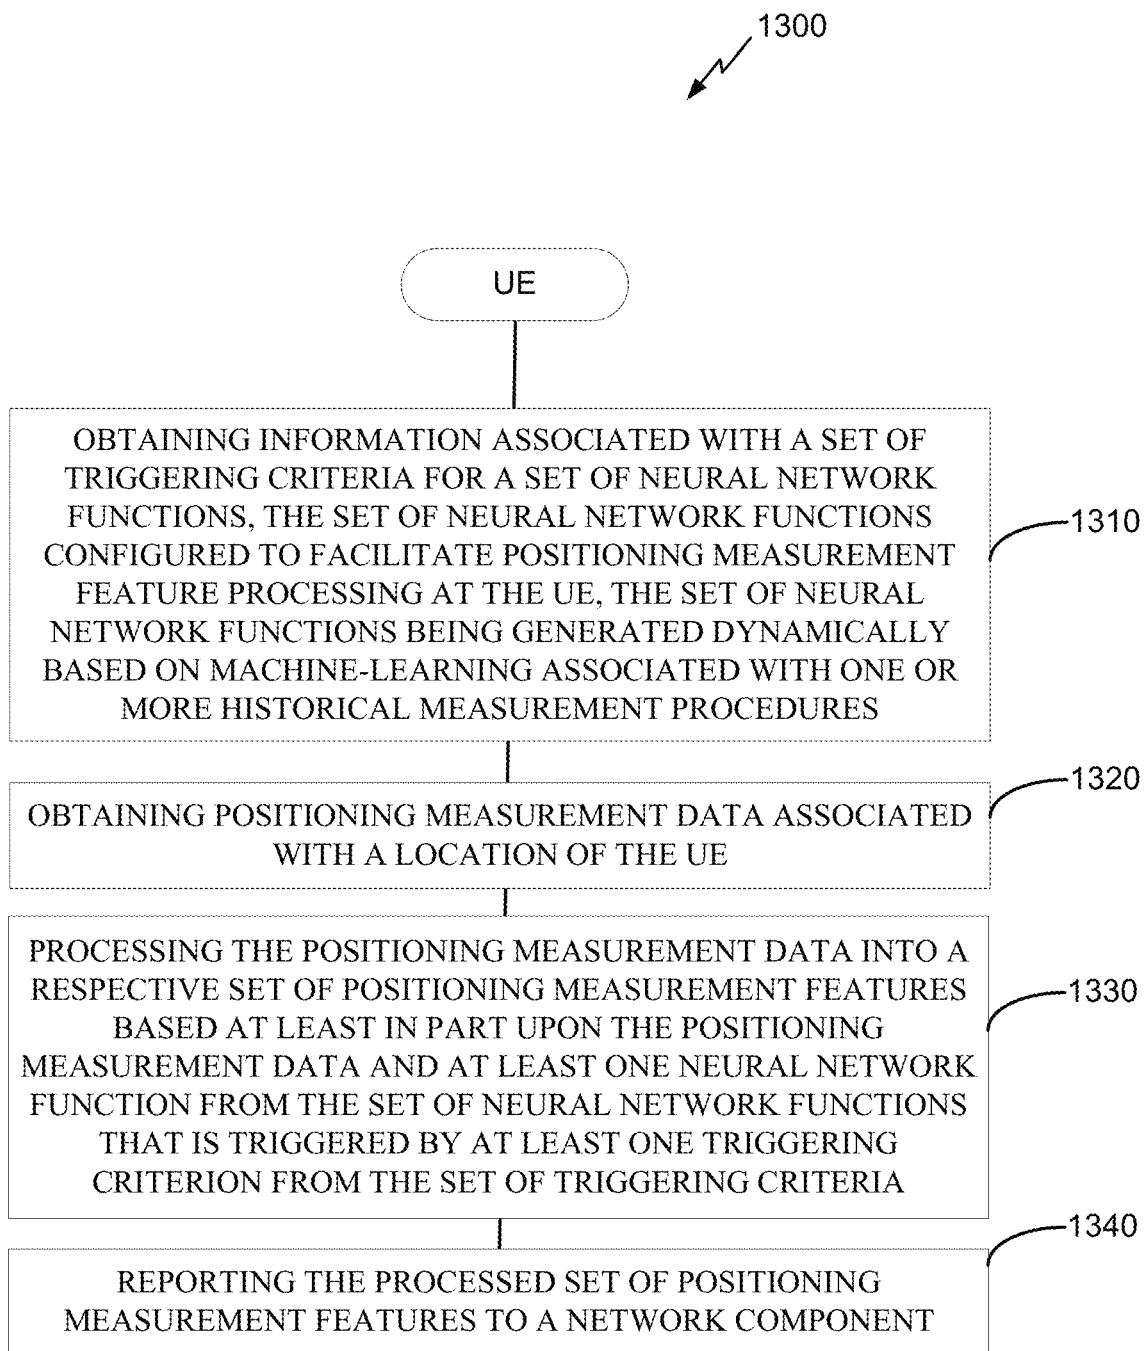 1300
UE
OBTAINING INFORMATION ASSOCIATED WITH A SET OF
TRIGGERING CRITERIA FOR A SET OF NEURAL NETWORK
FUNCTIONS, THE SET OF NEURAL NETWORK FUNCTIONS
CONFIGURED TO FACILITATE POSITIONING MEASUREMENT
FEATURE PROCESSING AT THE UE, THE SET OF NEURAL
NETWORK FUNCTIONS BEING GENERATED DYNAMICALLY
BASED ON MACHINE-LEARNING ASSOCIATED WITH ONE OR
MORE HISTORICAL MEASUREMENT PROCEDURES
1310
OBTAINING POSITIONING MEASUREMENT DATA ASSOCIATED
WITH A LOCATION OF THE UE
1320
PROCESSING THE POSITIONING MEASUREMENT DATA INTO A
RESPECTIVE SET OF POSITIONING MEASUREMENT FEATURES
BASED AT LEAST IN PART UPON THE POSITIONING
MEASUREMENT DATA AND AT LEAST ONE NEURAL NETWORK
FUNCTION FROM THE SET OF NEURAL NETWORK FUNCTIONS
THAT IS TRIGGERED BY AT LEAST ONE TRIGGERING
CRITERION FROM THE SET OF TRIGGERING CRITERIA
1330
REPORTING THE PROCESSED SET OF POSITIONING
MEASUREMENT FEATURES TO A NETWORK COMPONENT
1340